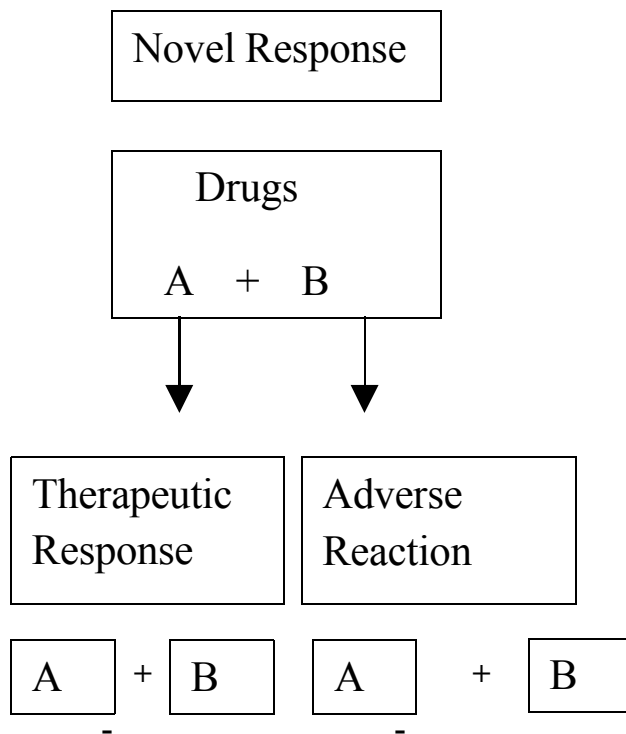 Novel Response
Drugs
A + B
Therapeutic
Response
Adverse
Reaction
A + B A + B
- -